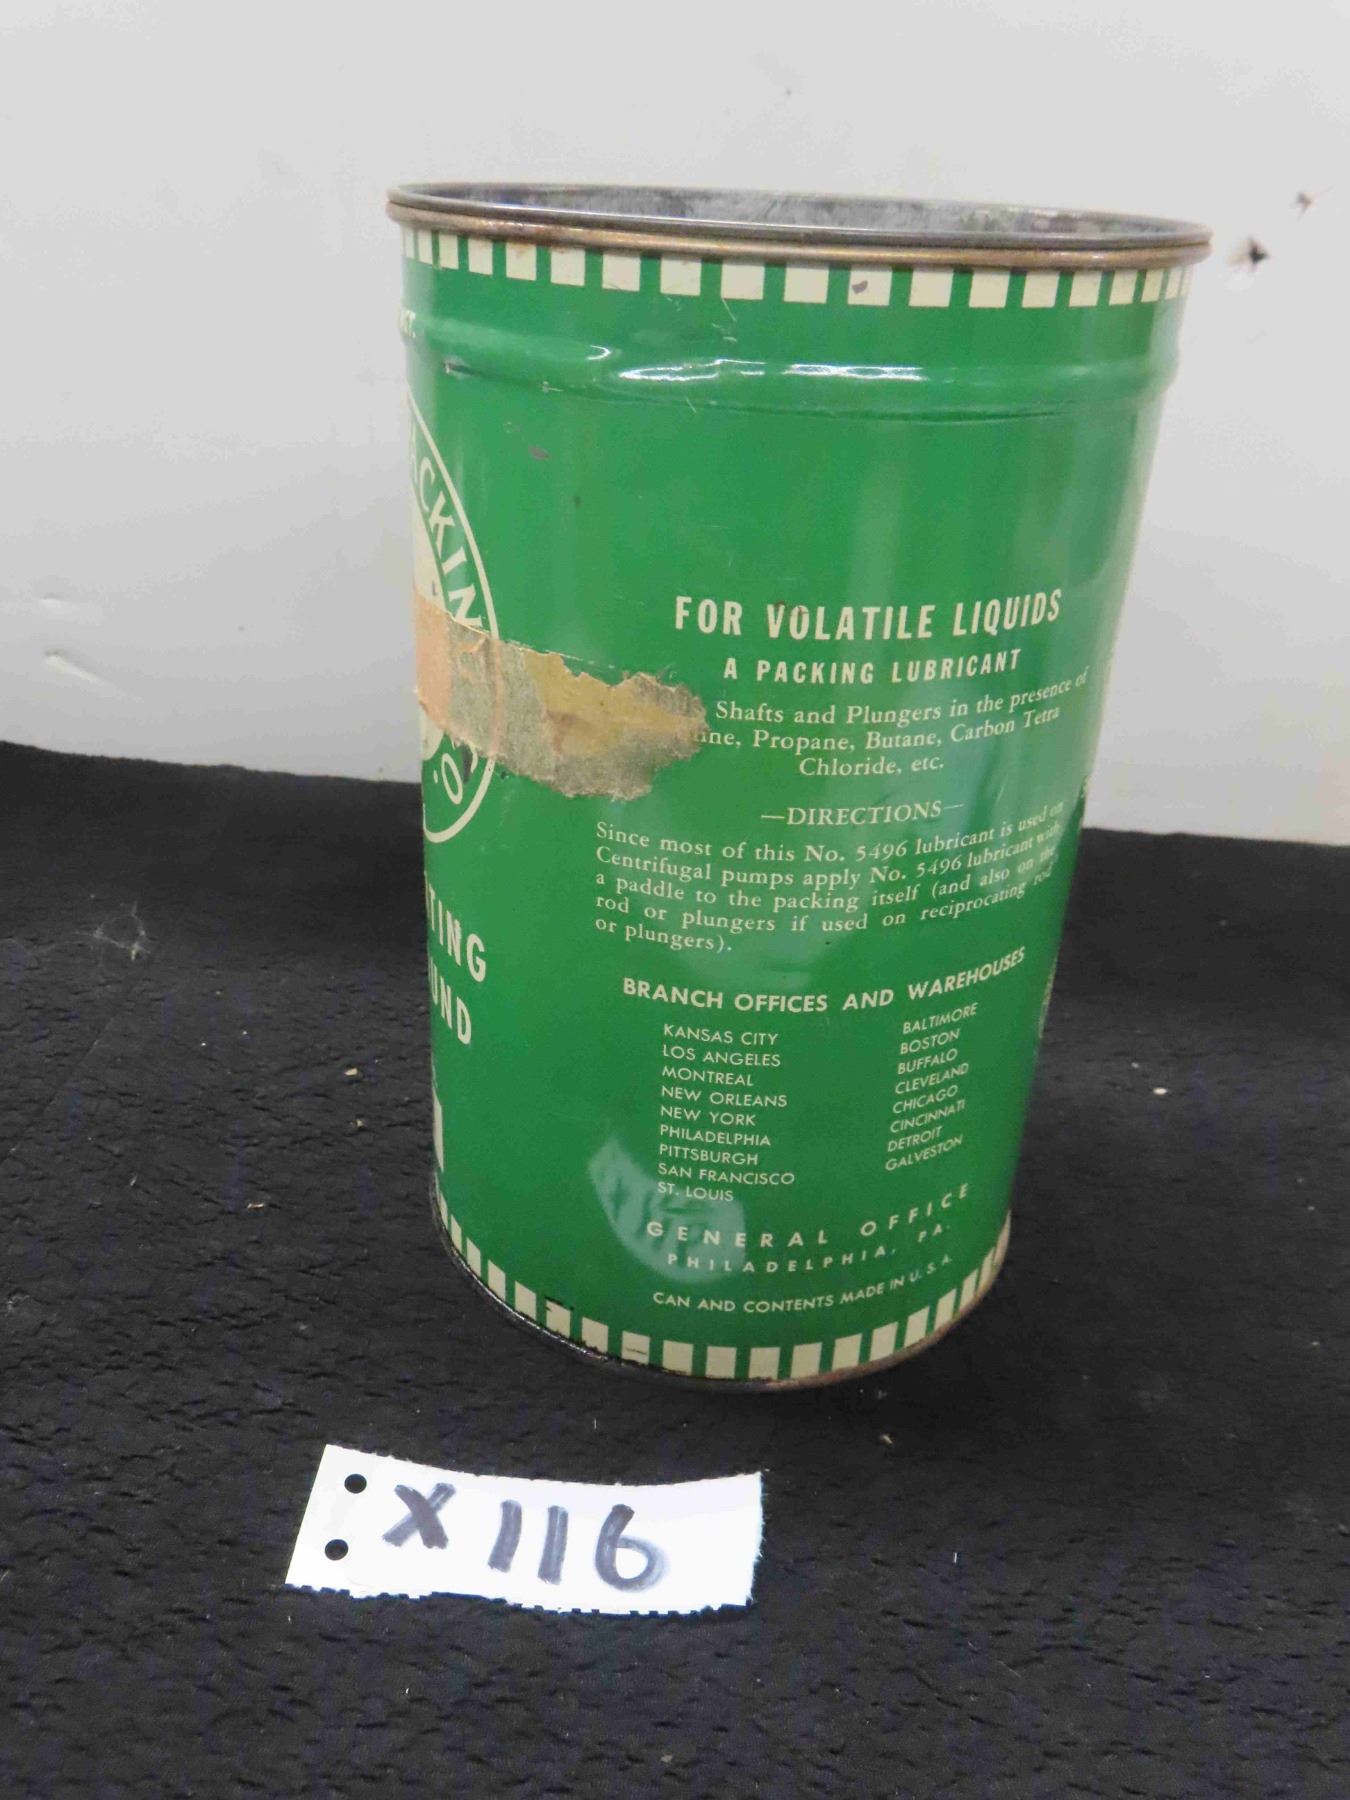 FOR VOLATILE LIQUIDS
A PACKING LUBRICANT
Shafts and Plungers in the presence of
Propane, Butane, Carbon Tetra
Chloride, etc.
—DIRECTIONS—
Since most of this No. 5496 lubricant is used on
Centrifugal pumps apply No. 5496 lubricant with
a paddle to the packing itself (and also on the
rod or plungers if used on reciprocating rod
or plungers).
BRANCH OFFICES AND WAREHOUSES
KANSAS CITY
LOS ANGELES
MONTREAL
NEW ORLEANS
NEW YORK
PHILADELPHIA
PITTSBURGH
SAN FRANCISCO
ST. LOUIS
BALTIMORE
BOSTON
BUFFALO
CLEVELAND
CHICAGO
CINCINNATI
DETROIT
GALVESTON
GENERAL OFFICE
PHILADELPHIA, PA.
CAN AND CONTENTS MADE IN U.S.A.
X116